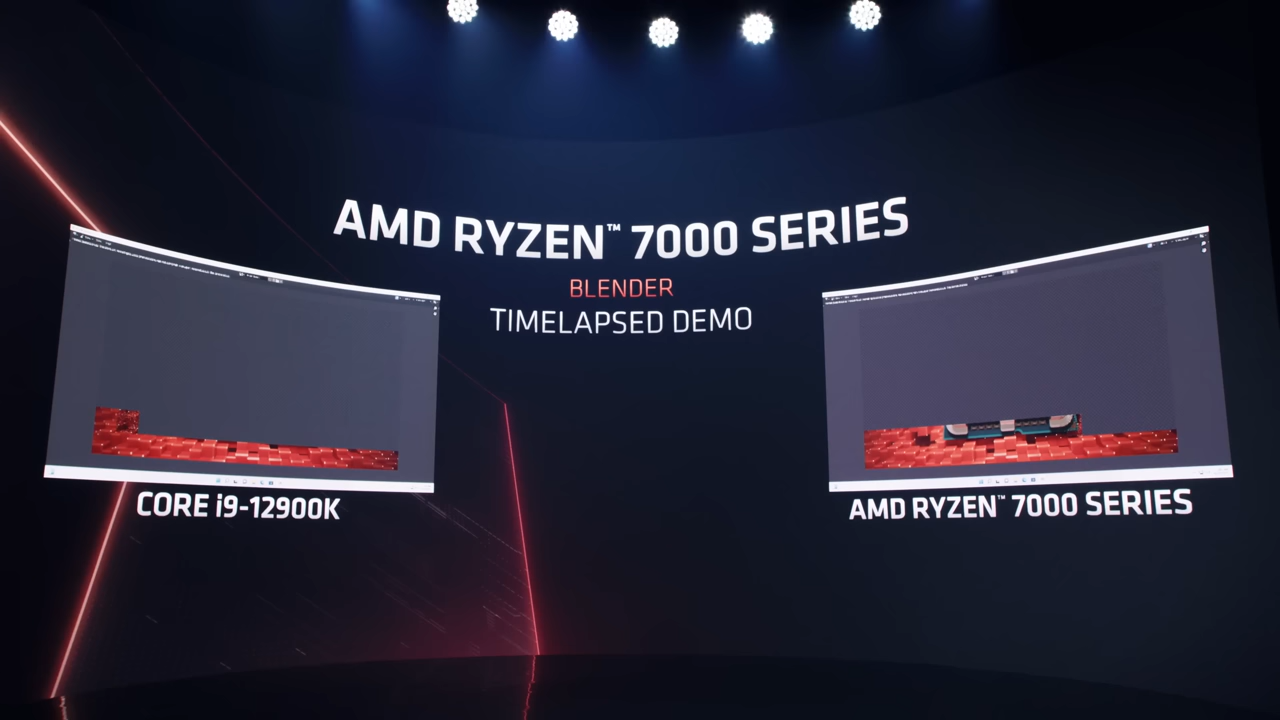 AMD RYZEN™ 7000 SERIES
BLENDER
TIMELAPSED DEMO
CORE i9-12900K
AMD RYZEN™ 7000 SERIES